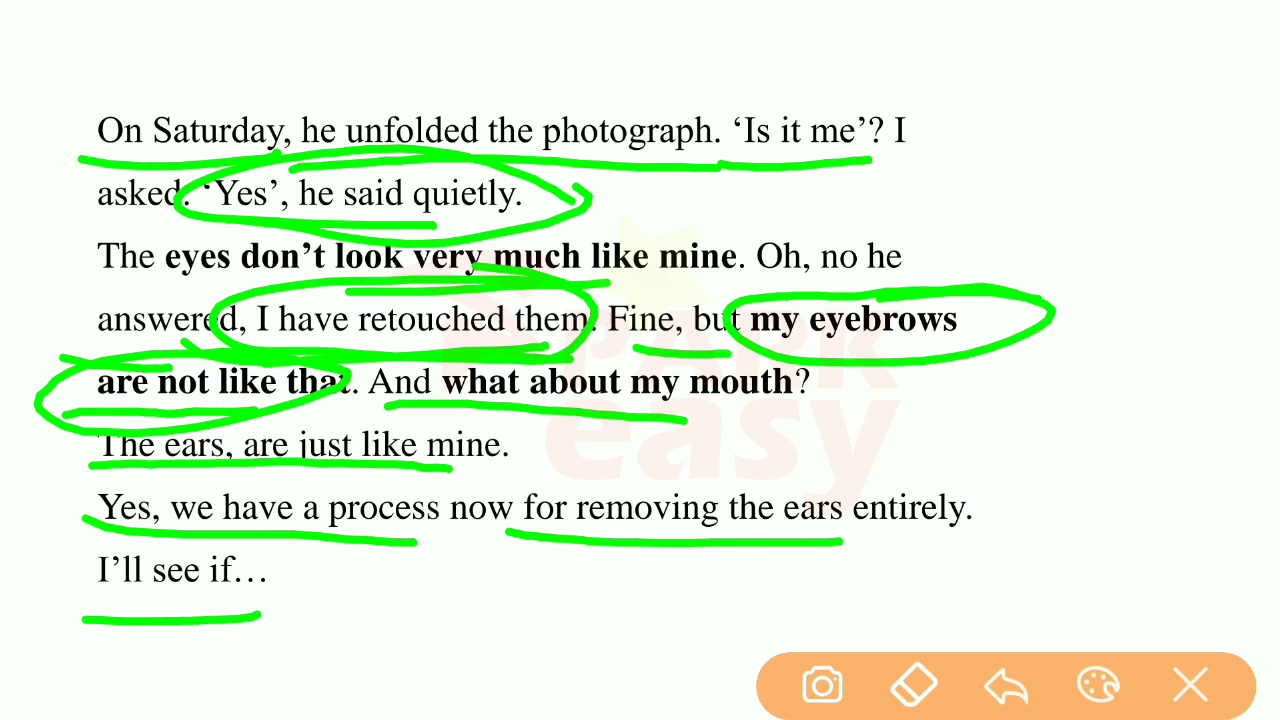 On Saturday, he unfolded the photograph. ‘Is it me’? I
asked. ‘Yes’, he said quietly.
The eyes don’t look very much like mine. Oh, no he
answered, I have retouched them. Fine, but my eyebrows
are not like that. And what about my mouth?
The ears, are just like mine.
Yes, we have a process now for removing the ears entirely.
I’ll see if…
SPARK
easy